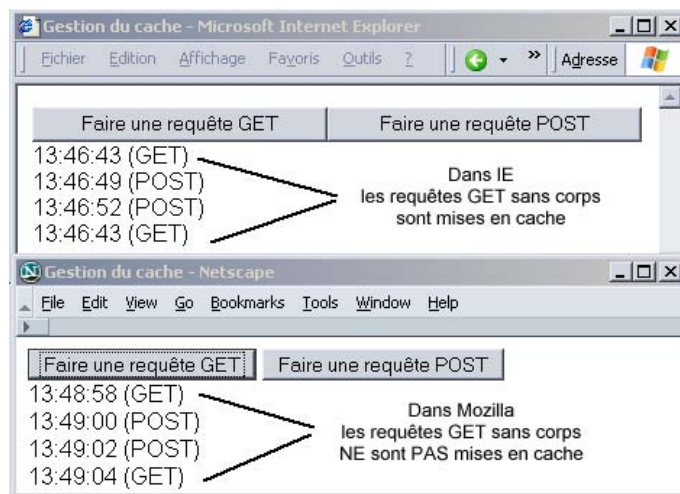 Gestion du cache - Microsoft Internet Explorer
Fichier Edition Affichage Favoris Outils ? » Adresse
Faire une requête GET Faire une requête POST
13:46:43 (GET)
13:46:49 (POST)
13:46:52 (POST)
13:46:43 (GET)
Dans IE
les requêtes GET sans corps
sont mises en cache
Gestion du cache - Netscape
File Edit View Go Bookmarks Tools Window Help
Faire une requête GET Faire une requête POST
13:48:58 (GET)
13:49:00 (POST)
13:49:02 (POST)
13:49:04 (GET)
Dans Mozilla
les requêtes GET sans corps
NE sont PAS mises en cache